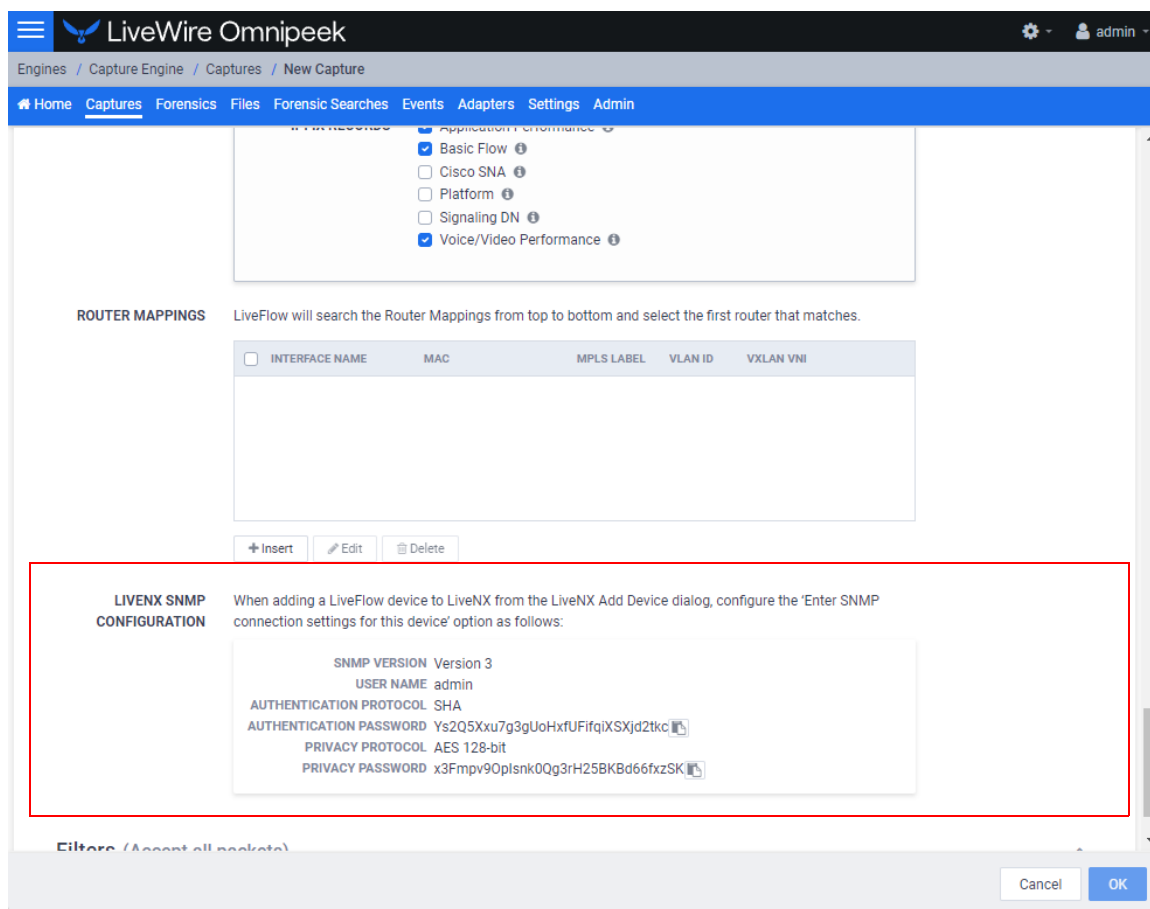 LiveWire Omnipeek
admin
Engines / Capture Engine / Captures / New Capture
Home Captures Forensics Files Forensic Searches Events Adapters Settings Admin
IPFIX RECORDS Application Performance
Basic Flow
Cisco SNA
Platform
Signaling DN
Voice/Video Performance
ROUTER MAPPINGS LiveFlow will search the Router Mappings from top to bottom and select the first router that matches.
INTERFACE NAME MAC MPLS LABEL VLAN ID VXLAN VNI
Insert Edit Delete
LIVENX SNMP CONFIGURATION
When adding a LiveFlow device to LiveNX from the LiveNX Add Device dialog, configure the 'Enter SNMP
connection settings for this device' option as follows:
SNMP VERSION Version 3
USER NAME admin
AUTHENTICATION PROTOCOL SHA
AUTHENTICATION PASSWORD Ys2Q5Xxu7g3gUoHxfUFifqiXSXjd2tkc
PRIVACY PROTOCOL AES 128-bit
PRIVACY PASSWORD x3Fmpv9OpIsnk0Qg3rH25BKBd66fxzSK
Filters (Accept all packets)
Cancel OK